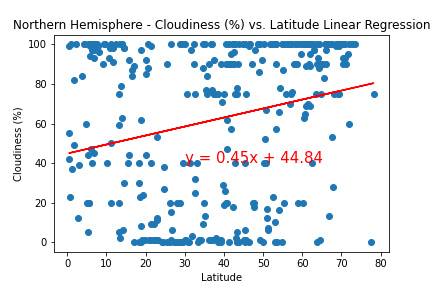 Northern Hemisphere - Cloudiness (%) vs. Latitude Linear Regression
100
80
60
40
20
0
Cloudiness (%)
y = 0.45x + 44.84
0 10 20 30 40 50 60 70 80
Latitude